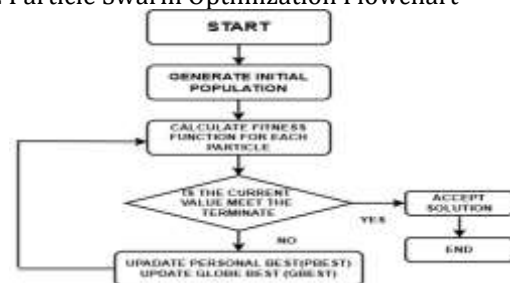 Particle Swarm Optimization Flowchart
START
GENERATE INITIAL
POPULATION
CALCULATE FITNESS
FUNCTION FOR EACH
PARTICLE
IS THE CURRENT
VALUE MEET THE
TERMINATE
YES
ACCEPT
SOLUTION
END
NO
UPADATE PERSONAL BEST(PBEST)
UPDATE GLOBE BEST (GBEST)